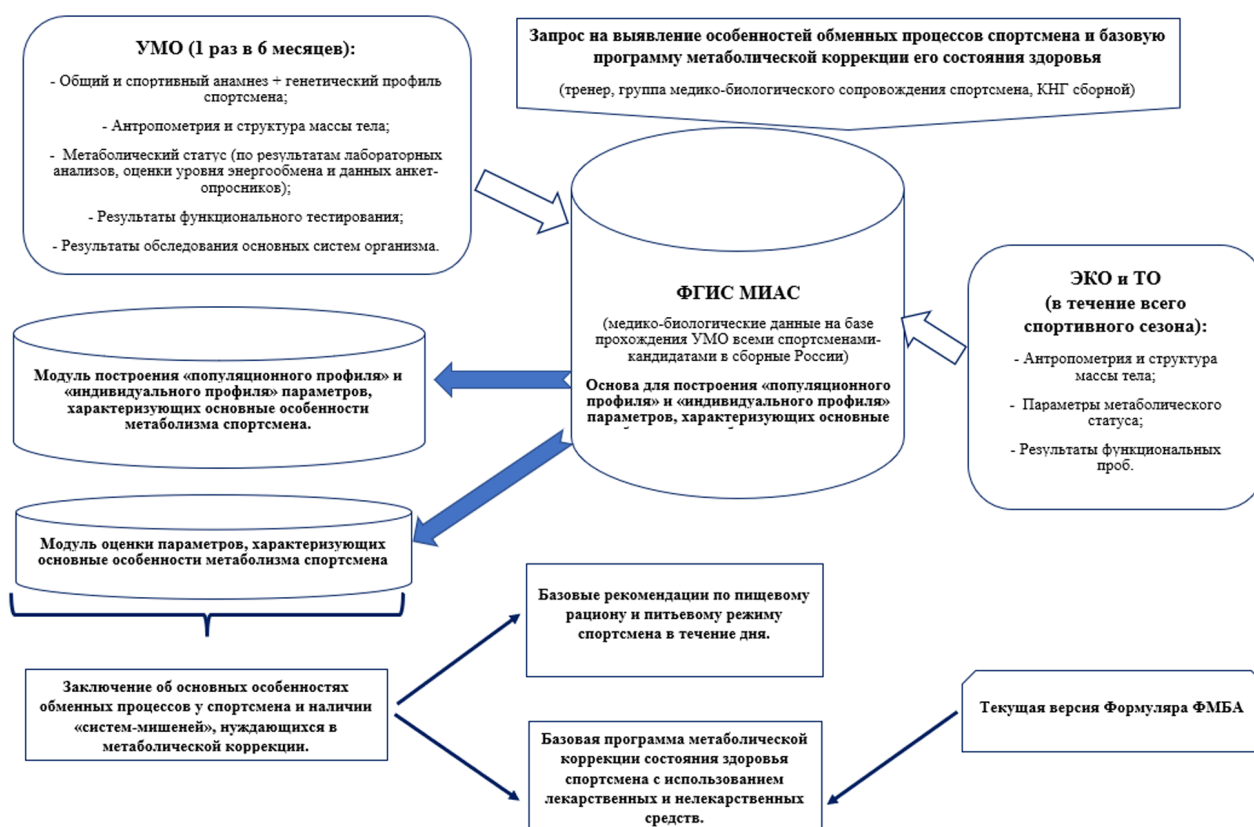 УМО (1 раз в 6 месяцев):
- Общий и спортивный анамнез + генетический профиль
спортсмена;
- Антропометрия и структура массы тела;
- Метаболический статус (по результатам лабораторных
анализов, оценки уровня энергообмена и данных анкет-
опросников);
- Результаты функционального тестирования;
- Результаты обследования основных систем организма.
Запрос на выявление особенностей обменных процессов спортсмена и базовую
программу метаболической коррекции его состояния здоровья
(тренер, группа медико-биологического сопровождения спортсмена, КНГ сборной)
ФГИС МИАС
(медико-биологические данные на базе
прохождения УМО всеми спортсменами-
кандидатами в сборные России)
Основа для построения «популяционного
профиля» и «индивидуального профиля»
параметров, характеризующих основные
ЭКО и ТО
(в течение всего
спортивного сезона):
- Антропометрия и структура
массы тела;
- Параметры метаболического
статуса;
- Результаты функциональных
проб.
Модуль построения «популяционного профиля» и
«индивидуального профиля» параметров,
характеризующих основные особенности
метаболизма спортсмена.
Модуль оценки параметров, характеризующих
основные особенности метаболизма спортсмена
Базовые рекомендации по пищевому
рациону и питьевому режиму
спортсмена в течение дня.
Заключение об основных особенностях
обменных процессов у спортсмена и наличии
«систем-мишеней», нуждающихся в
метаболической коррекции.
Текущая версия Формуляра ФМБА
Базовая программа метаболической
коррекции состояния здоровья
спортсмена с использованием
лекарственных и нелекарственных
средств.